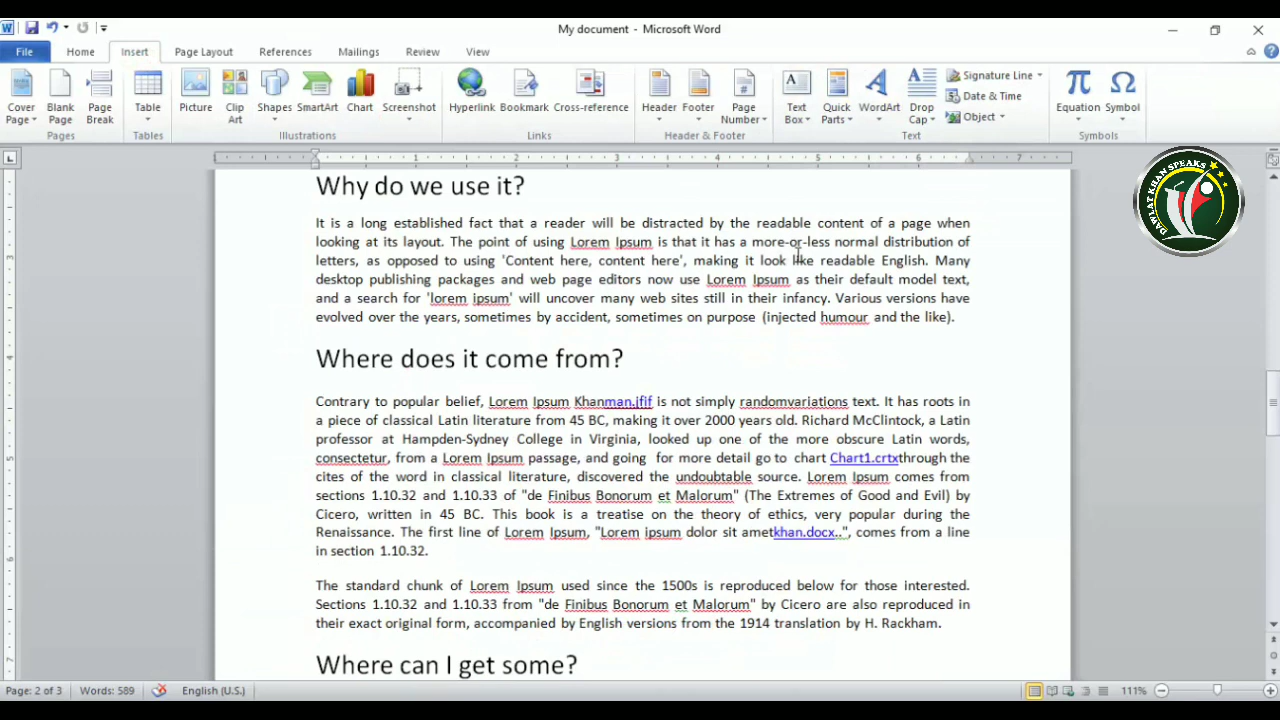 My document - Microsoft Word
File Home Insert Page Layout References Mailings Review View
Cover Page Blank Page Page Break Table Picture Clip Art Shapes SmartArt Chart Screenshot Hyperlink Bookmark Cross-reference Header Footer Page Number Text Box Quick Parts WordArt Drop Cap Signature Line Date & Time Object Equation Symbol
Pages Tables Illustrations Links Header & Footer Text Symbols
1 2 3 4 5 6 7
DAWLAT KHAN SPEAKS
Why do we use it?
It is a long established fact that a reader will be distracted by the readable content of a page when
looking at its layout. The point of using Lorem Ipsum is that it has a more-or-less normal distribution of
letters, as opposed to using 'Content here, content here', making it look like readable English. Many
desktop publishing packages and web page editors now use Lorem Ipsum as their default model text,
and a search for 'lorem ipsum' will uncover many web sites still in their infancy. Various versions have
evolved over the years, sometimes by accident, sometimes on purpose (injected humour and the like).
Where does it come from?
Contrary to popular belief, Lorem Ipsum Khanman.jfif is not simply randomvariations text. It has roots in
a piece of classical Latin literature from 45 BC, making it over 2000 years old. Richard McClintock, a Latin
professor at Hampden-Sydney College in Virginia, looked up one of the more obscure Latin words,
consectetur, from a Lorem Ipsum passage, and going for more detail go to chart Chart1.crtxthrough the
cites of the word in classical literature, discovered the undoubtable source. Lorem Ipsum comes from
sections 1.10.32 and 1.10.33 of "de Finibus Bonorum et Malorum" (The Extremes of Good and Evil) by
Cicero, written in 45 BC. This book is a treatise on the theory of ethics, very popular during the
Renaissance. The first line of Lorem Ipsum, "Lorem ipsum dolor sit ametkhan.docx..", comes from a line
in section 1.10.32.
The standard chunk of Lorem Ipsum used since the 1500s is reproduced below for those interested.
Sections 1.10.32 and 1.10.33 from "de Finibus Bonorum et Malorum" by Cicero are also reproduced in
their exact original form, accompanied by English versions from the 1914 translation by H. Rackham.
Where can I get some?
Page: 2 of 3 Words: 589 English (U.S.) 111%